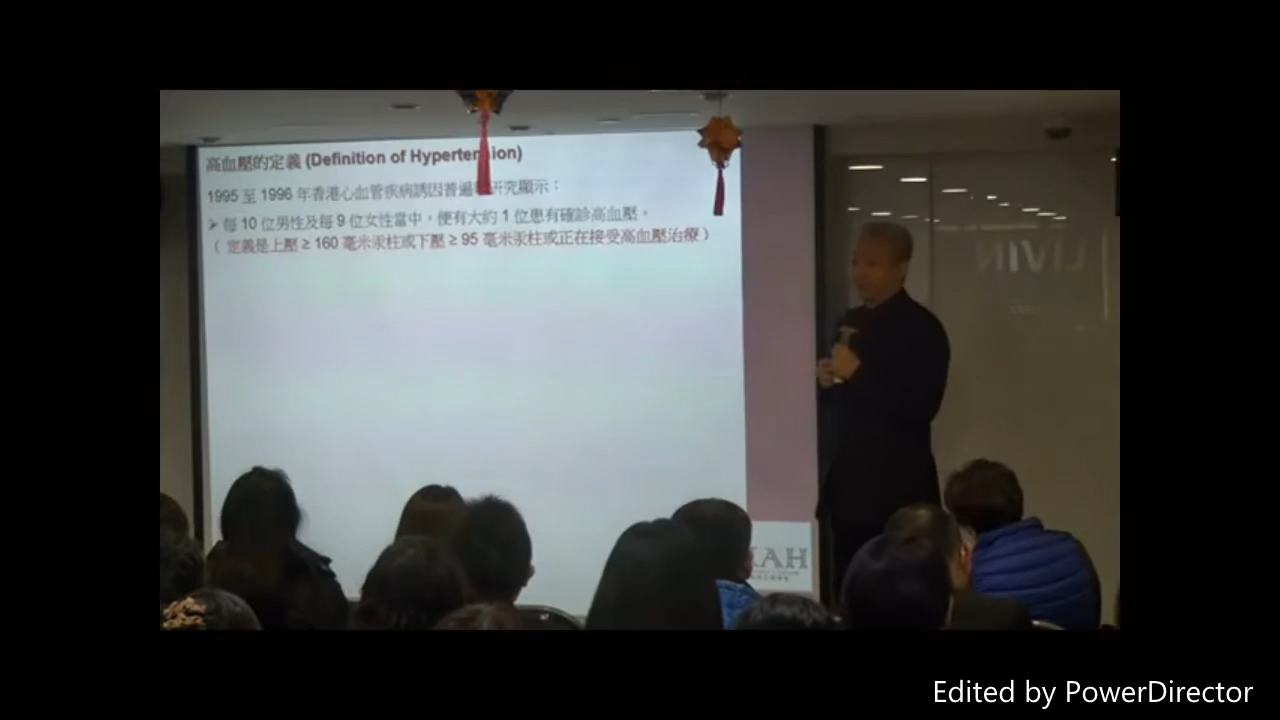 高血壓的定義 (Definition of Hypertension)
1995 至 1996 年香港心血管疾病誘因普遍 研究顯示：
➢ 每 10 位男性及每 9 位女性當中，便有大約 1 位患有確診高血壓。
（ 定義是上壓 ≥ 160 毫米汞柱或下壓 ≥ 95 毫米汞柱或正在接受高血壓治療 ）
LIVIN
AH
Edited by PowerDirector